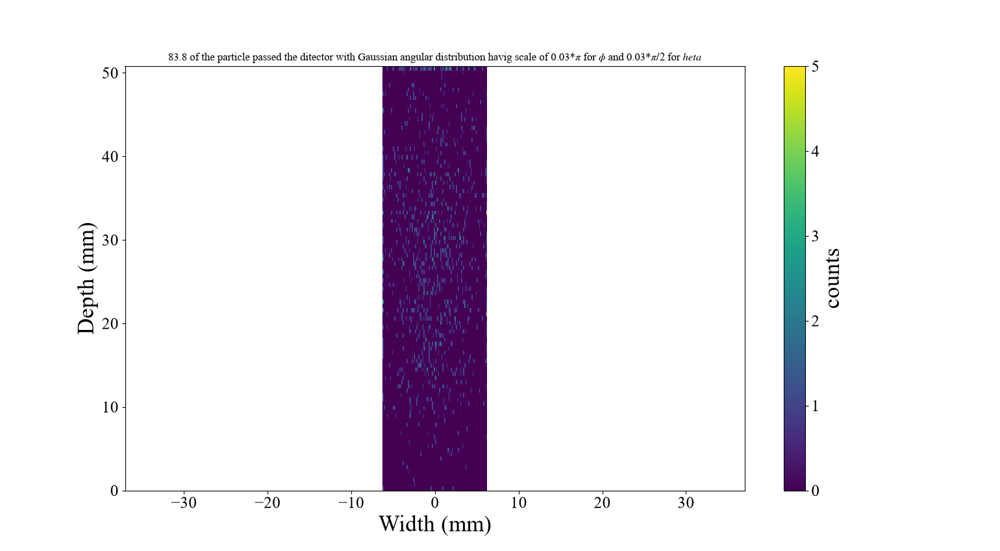 83.8 of the particle passed the ditector with Gaussian angular distribution havig scale of 0.03*π for ϕ and 0.03*π/2 for heta
50
40
30
20
10
0
Depth (mm)
−30 −20 −10 0 10 20 30
Width (mm)
5
4
3
2
1
0
counts